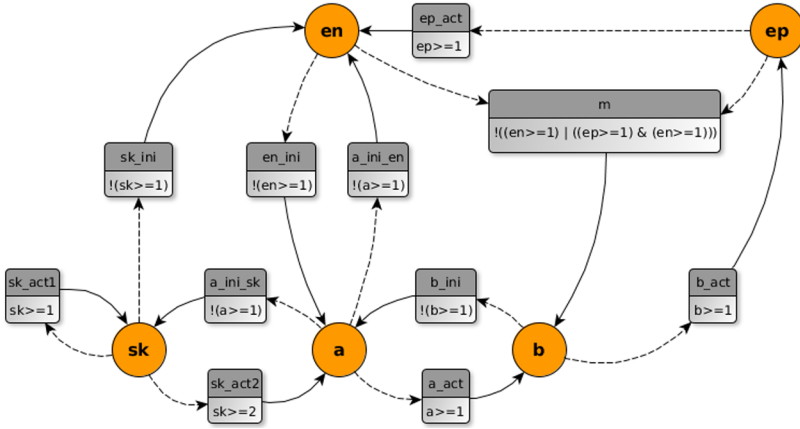 en
ep_act
ep>=1
ep
m
!((en>=1) | ((ep>=1) & (en>=1)))
sk_ini
!(sk>=1)
en_ini
!(en>=1)
a_ini_en
!(a>=1)
sk_act1
sk>=1
a_ini_sk
!(a>=1)
b_ini
!(b>=1)
b_act
b>=1
sk
a
b
sk_act2
sk>=2
a_act
a>=1